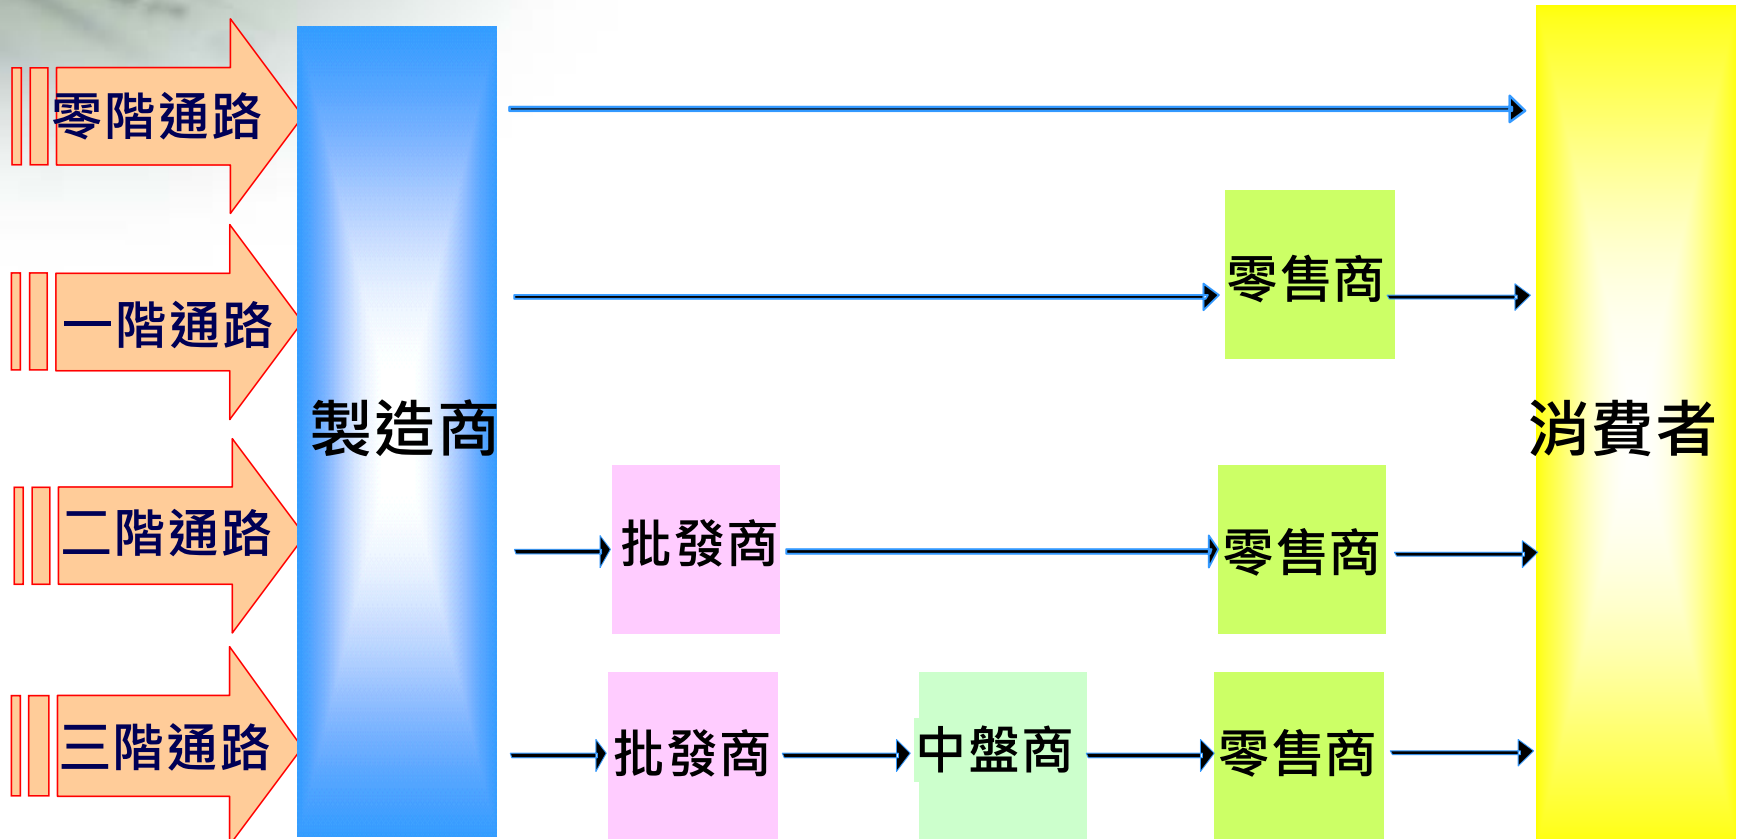 零階通路
零售商
一階通路
製造商
消費者
批發商
零售商
二階通路
批發商
中盤商
零售商
三階通路